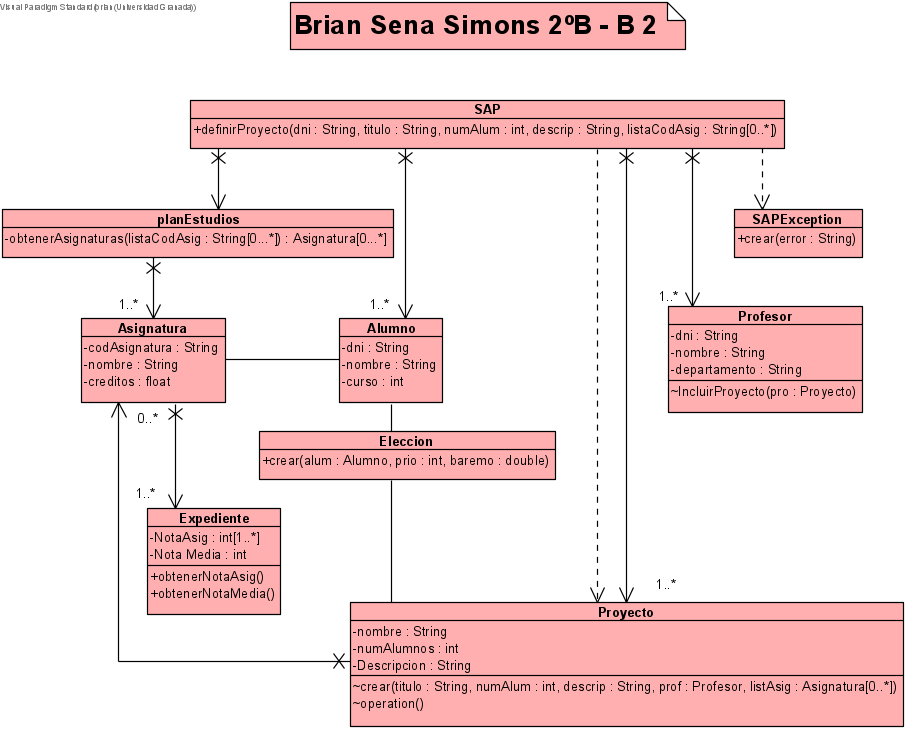 Visual Paradigm Standard(brian(Universidad Granada))
Brian Sena Simons 2ºB - B 2
SAP
+definirProyecto(dni : String, titulo : String, numAlum : int, descrip : String, listaCodAsig : String[0..*])
planEstudios
-obtenerAsignaturas(listaCodAsig : String[0...*]) : Asignatura[0...*]
SAPException
+crear(error : String)
1..*
1..*
1..*
Profesor
-dni : String
-nombre : String
-departamento : String
~IncluirProyecto(pro : Proyecto)
Asignatura
-codAsignatura : String
-nombre : String
-creditos : float
Alumno
-dni : String
-nombre : String
-curso : int
0..*
Eleccion
+crear(alum : Alumno, prio : int, baremo : double)
1..*
Expediente
-NotaAsig : int[1..*]
-Nota Media : int
+obtenerNotaAsig()
+obtenerNotaMedia()
1..*
Proyecto
-nombre : String
-numAlumnos : int
-Descripcion : String
~crear(titulo : String, numAlum : int, descrip : String, prof : Profesor, listAsig : Asignatura[0..*])
~operation()